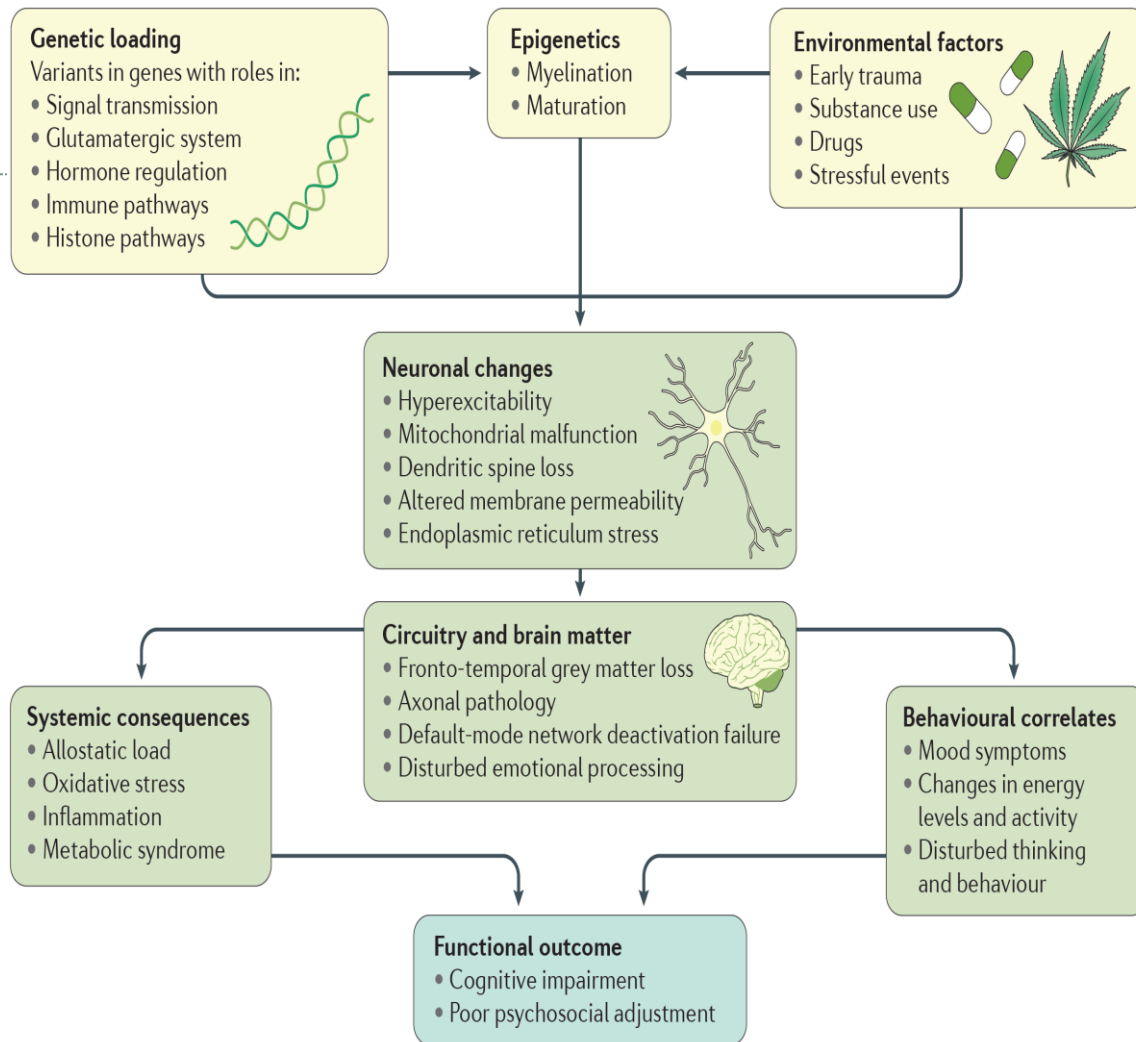 Genetic loading
Variants in genes with roles in:
• Signal transmission
• Glutamatergic system
• Hormone regulation
• Immune pathways
• Histone pathways
Epigenetics
• Myelination
• Maturation
Environmental factors
• Early trauma
• Substance use
• Drugs
• Stressful events
Neuronal changes
• Hyperexcitability
• Mitochondrial malfunction
• Dendritic spine loss
• Altered membrane permeability
• Endoplasmic reticulum stress
Circuitry and brain matter
• Fronto-temporal grey matter loss
• Axonal pathology
• Default-mode network deactivation failure
• Disturbed emotional processing
Systemic consequences
• Allostatic load
• Oxidative stress
• Inflammation
• Metabolic syndrome
Behavioural correlates
• Mood symptoms
• Changes in energy
levels and activity
• Disturbed thinking
and behaviour
Functional outcome
• Cognitive impairment
• Poor psychosocial adjustment